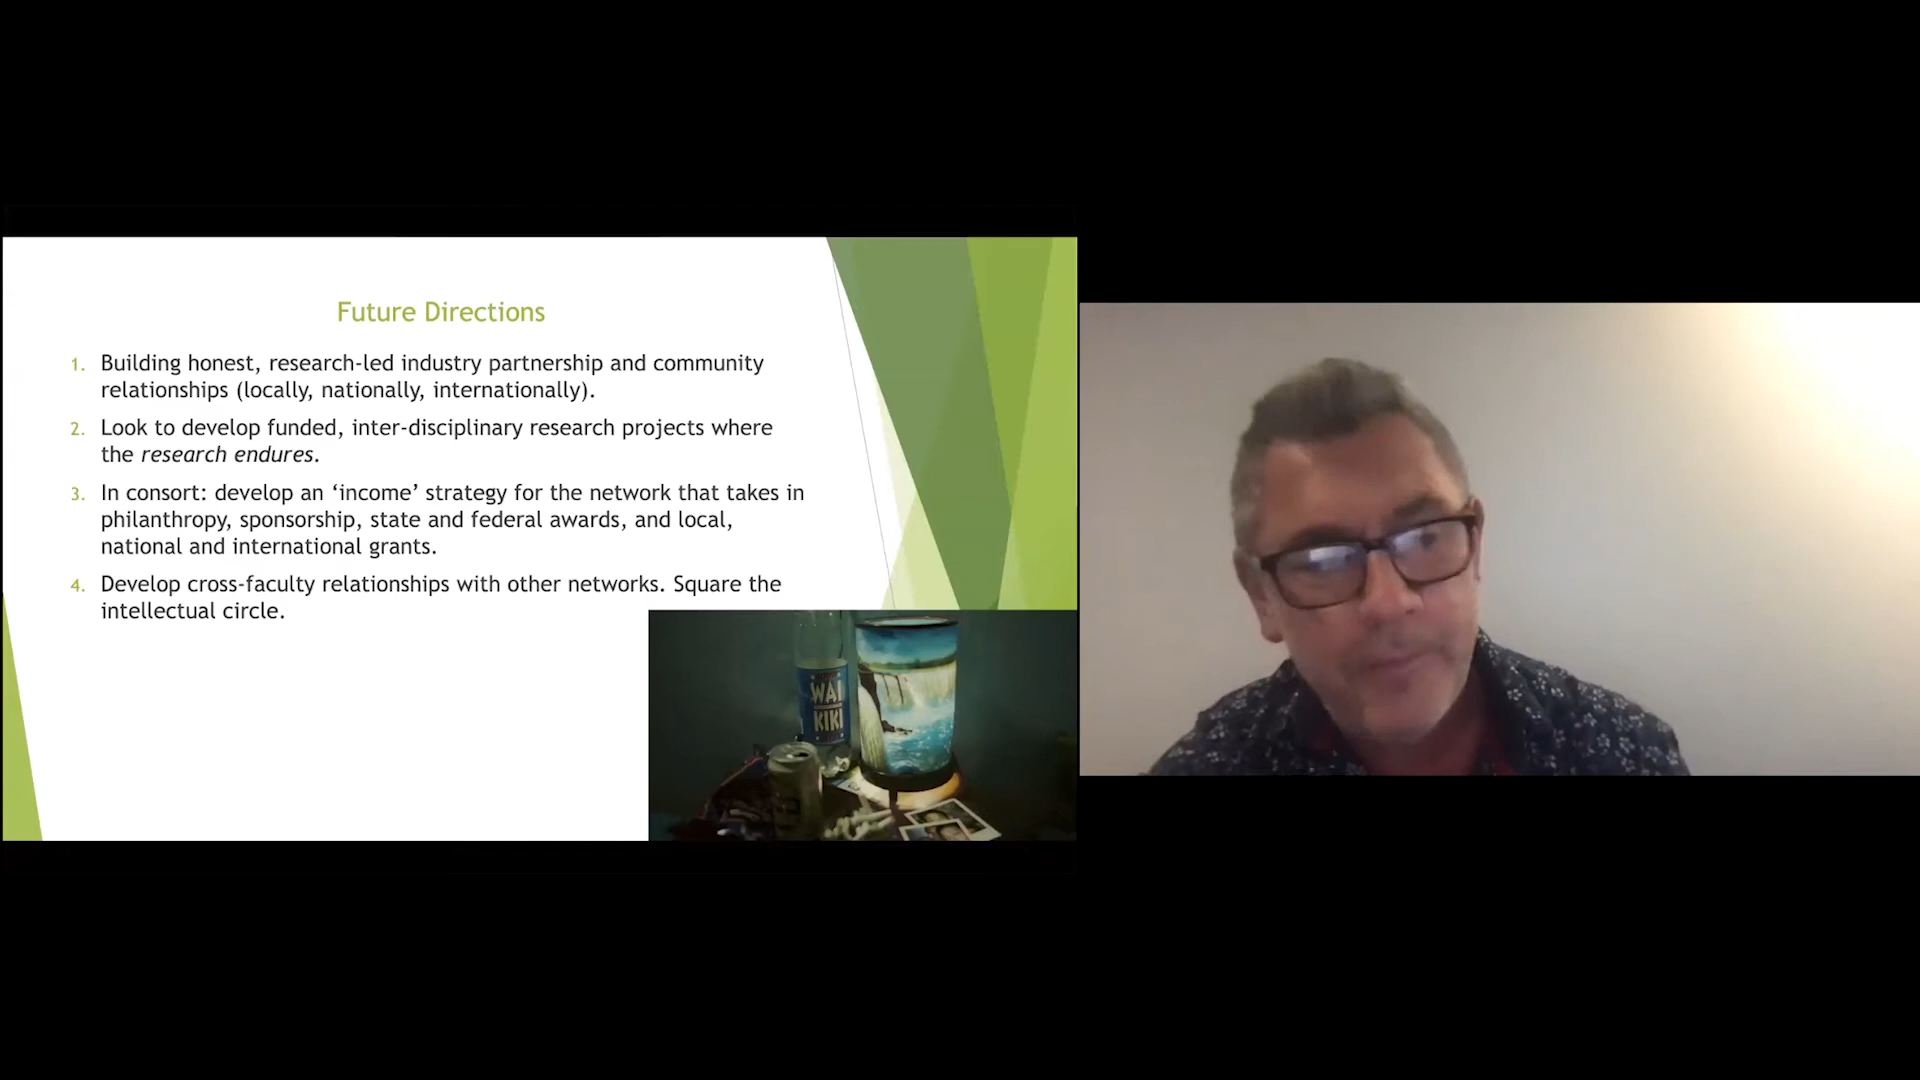 Future Directions
1. Building honest, research-led industry partnership and community
relationships (locally, nationally, internationally).
2. Look to develop funded, inter-disciplinary research projects where
the research endures.
3. In consort: develop an ‘income’ strategy for the network that takes in
philanthropy, sponsorship, state and federal awards, and local,
national and international grants.
4. Develop cross-faculty relationships with other networks. Square the
intellectual circle.
WAI
KIKI